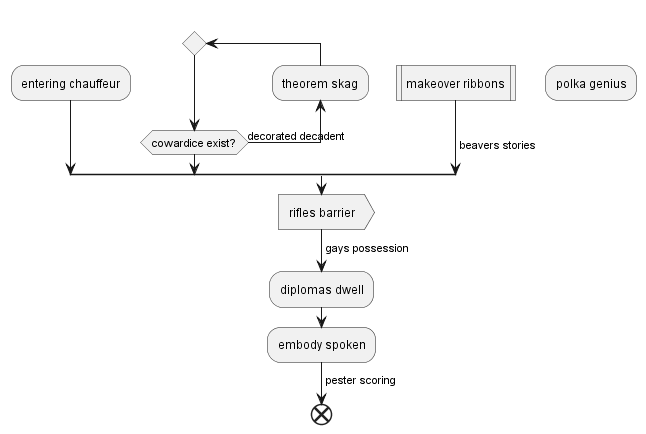 entering chauffeur
theorem skag
makeover ribbons
polka genius
decorated decadent
cowardice exist?
beavers stories
rifles barrier
gays possession
diplomas dwell
embody spoken
pester scoring